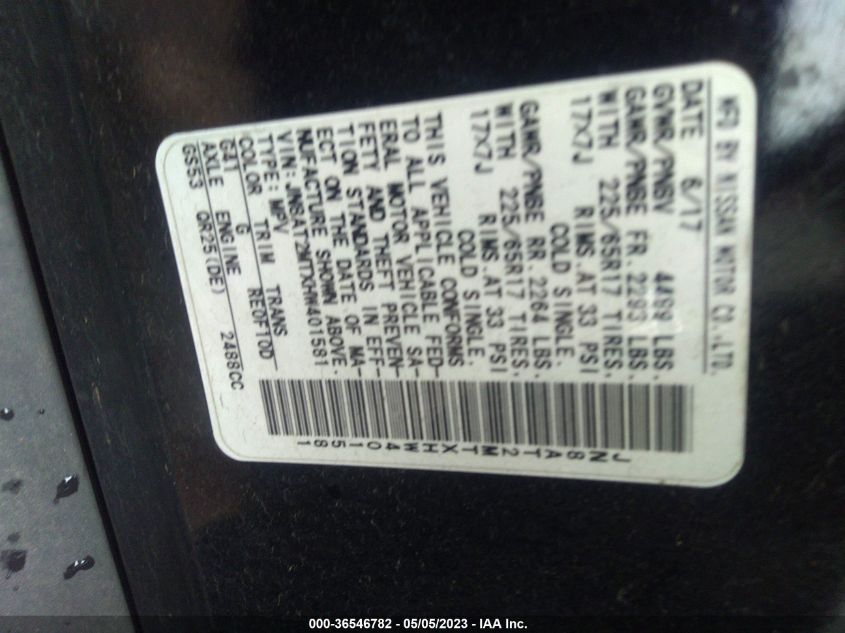 MFD BY NISSAN MOTOR CO.,LTD.
DATE 6/17
GVWR/PNBV 4499 LBS.
GAWR/PNBE FR. 2293 LBS.
WITH 225/65R17 TIRES,
17X7J RIMS.AT 33 PSI
COLD SINGLE.
GAWR/PNBE RR. 2264 LBS.
WITH 225/65R17 TIRES,
17X7J RIMS.AT 33 PSI
COLD SINGLE.
THIS VEHICLE CONFORMS
TO ALL APPLICABLE FED-
ERAL MOTOR VEHICLE SA-
FETY AND THEFT PREVEN-
TION STANDARDS IN EFF-
ECT ON THE DATE OF MA-
NUFACTURE SHOWN ABOVE.
VIN:JN8AT2MTXHW401581
TYPE:MPV
COLOR TRIM TRANS
G41 G RE0F10D
AXLE ENGINE
GS53 QR25(DE) 2488CC
JN8AT2MTXHW401581
000-36546782 - 05/05/2023 - IAA Inc.